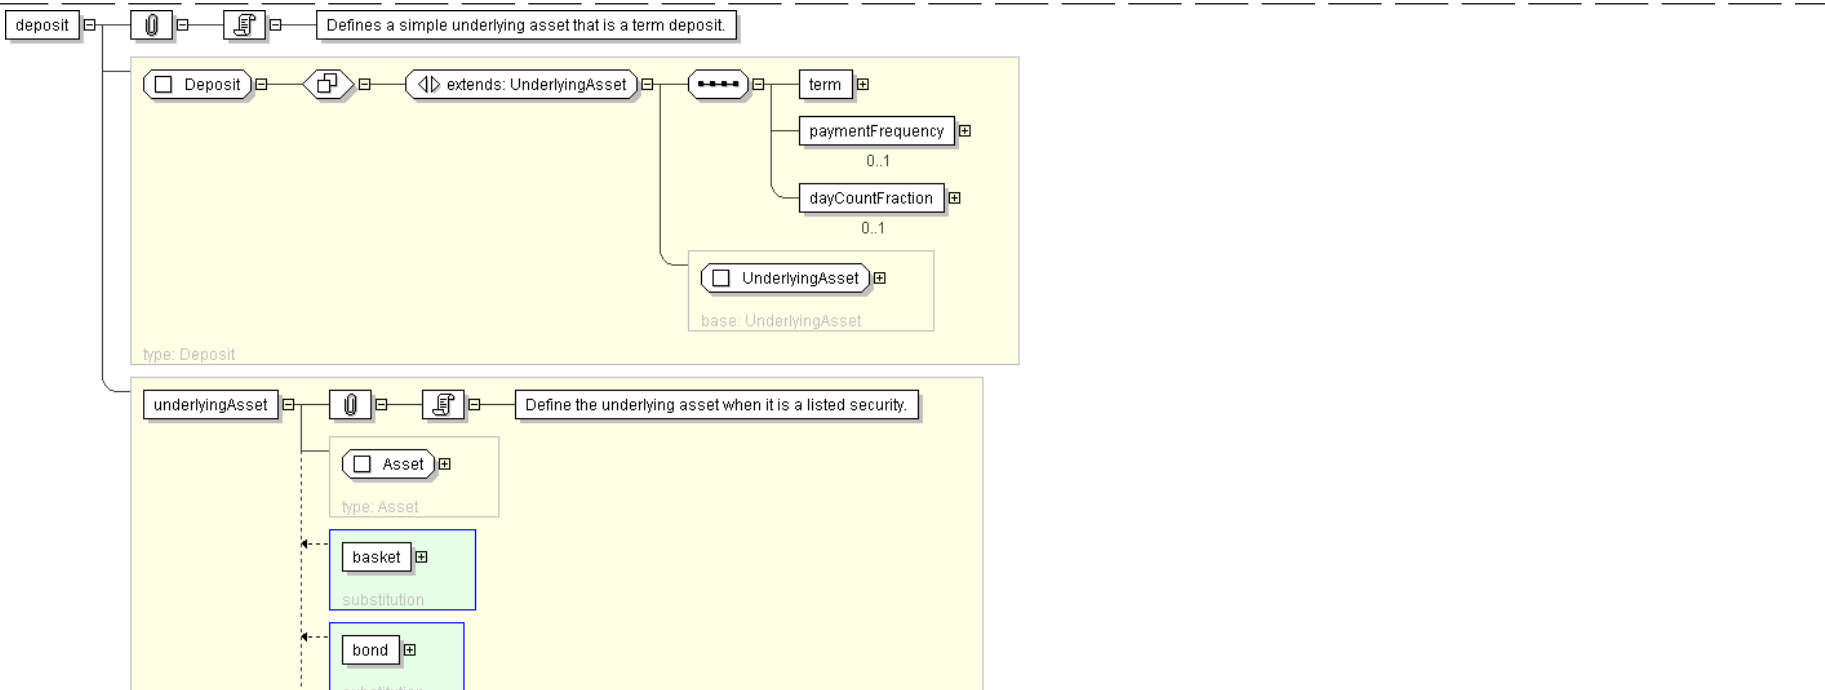 deposit
Defines a simple underlying asset that is a term deposit.
Deposit
extends: UnderlyingAsset
term
paymentFrequency
0..1
dayCountFraction
0..1
UnderlyingAsset
base: UnderlyingAsset
type: Deposit
underlyingAsset
Define the underlying asset when it is a listed security.
Asset
type: Asset
basket
substitution
bond
substitution